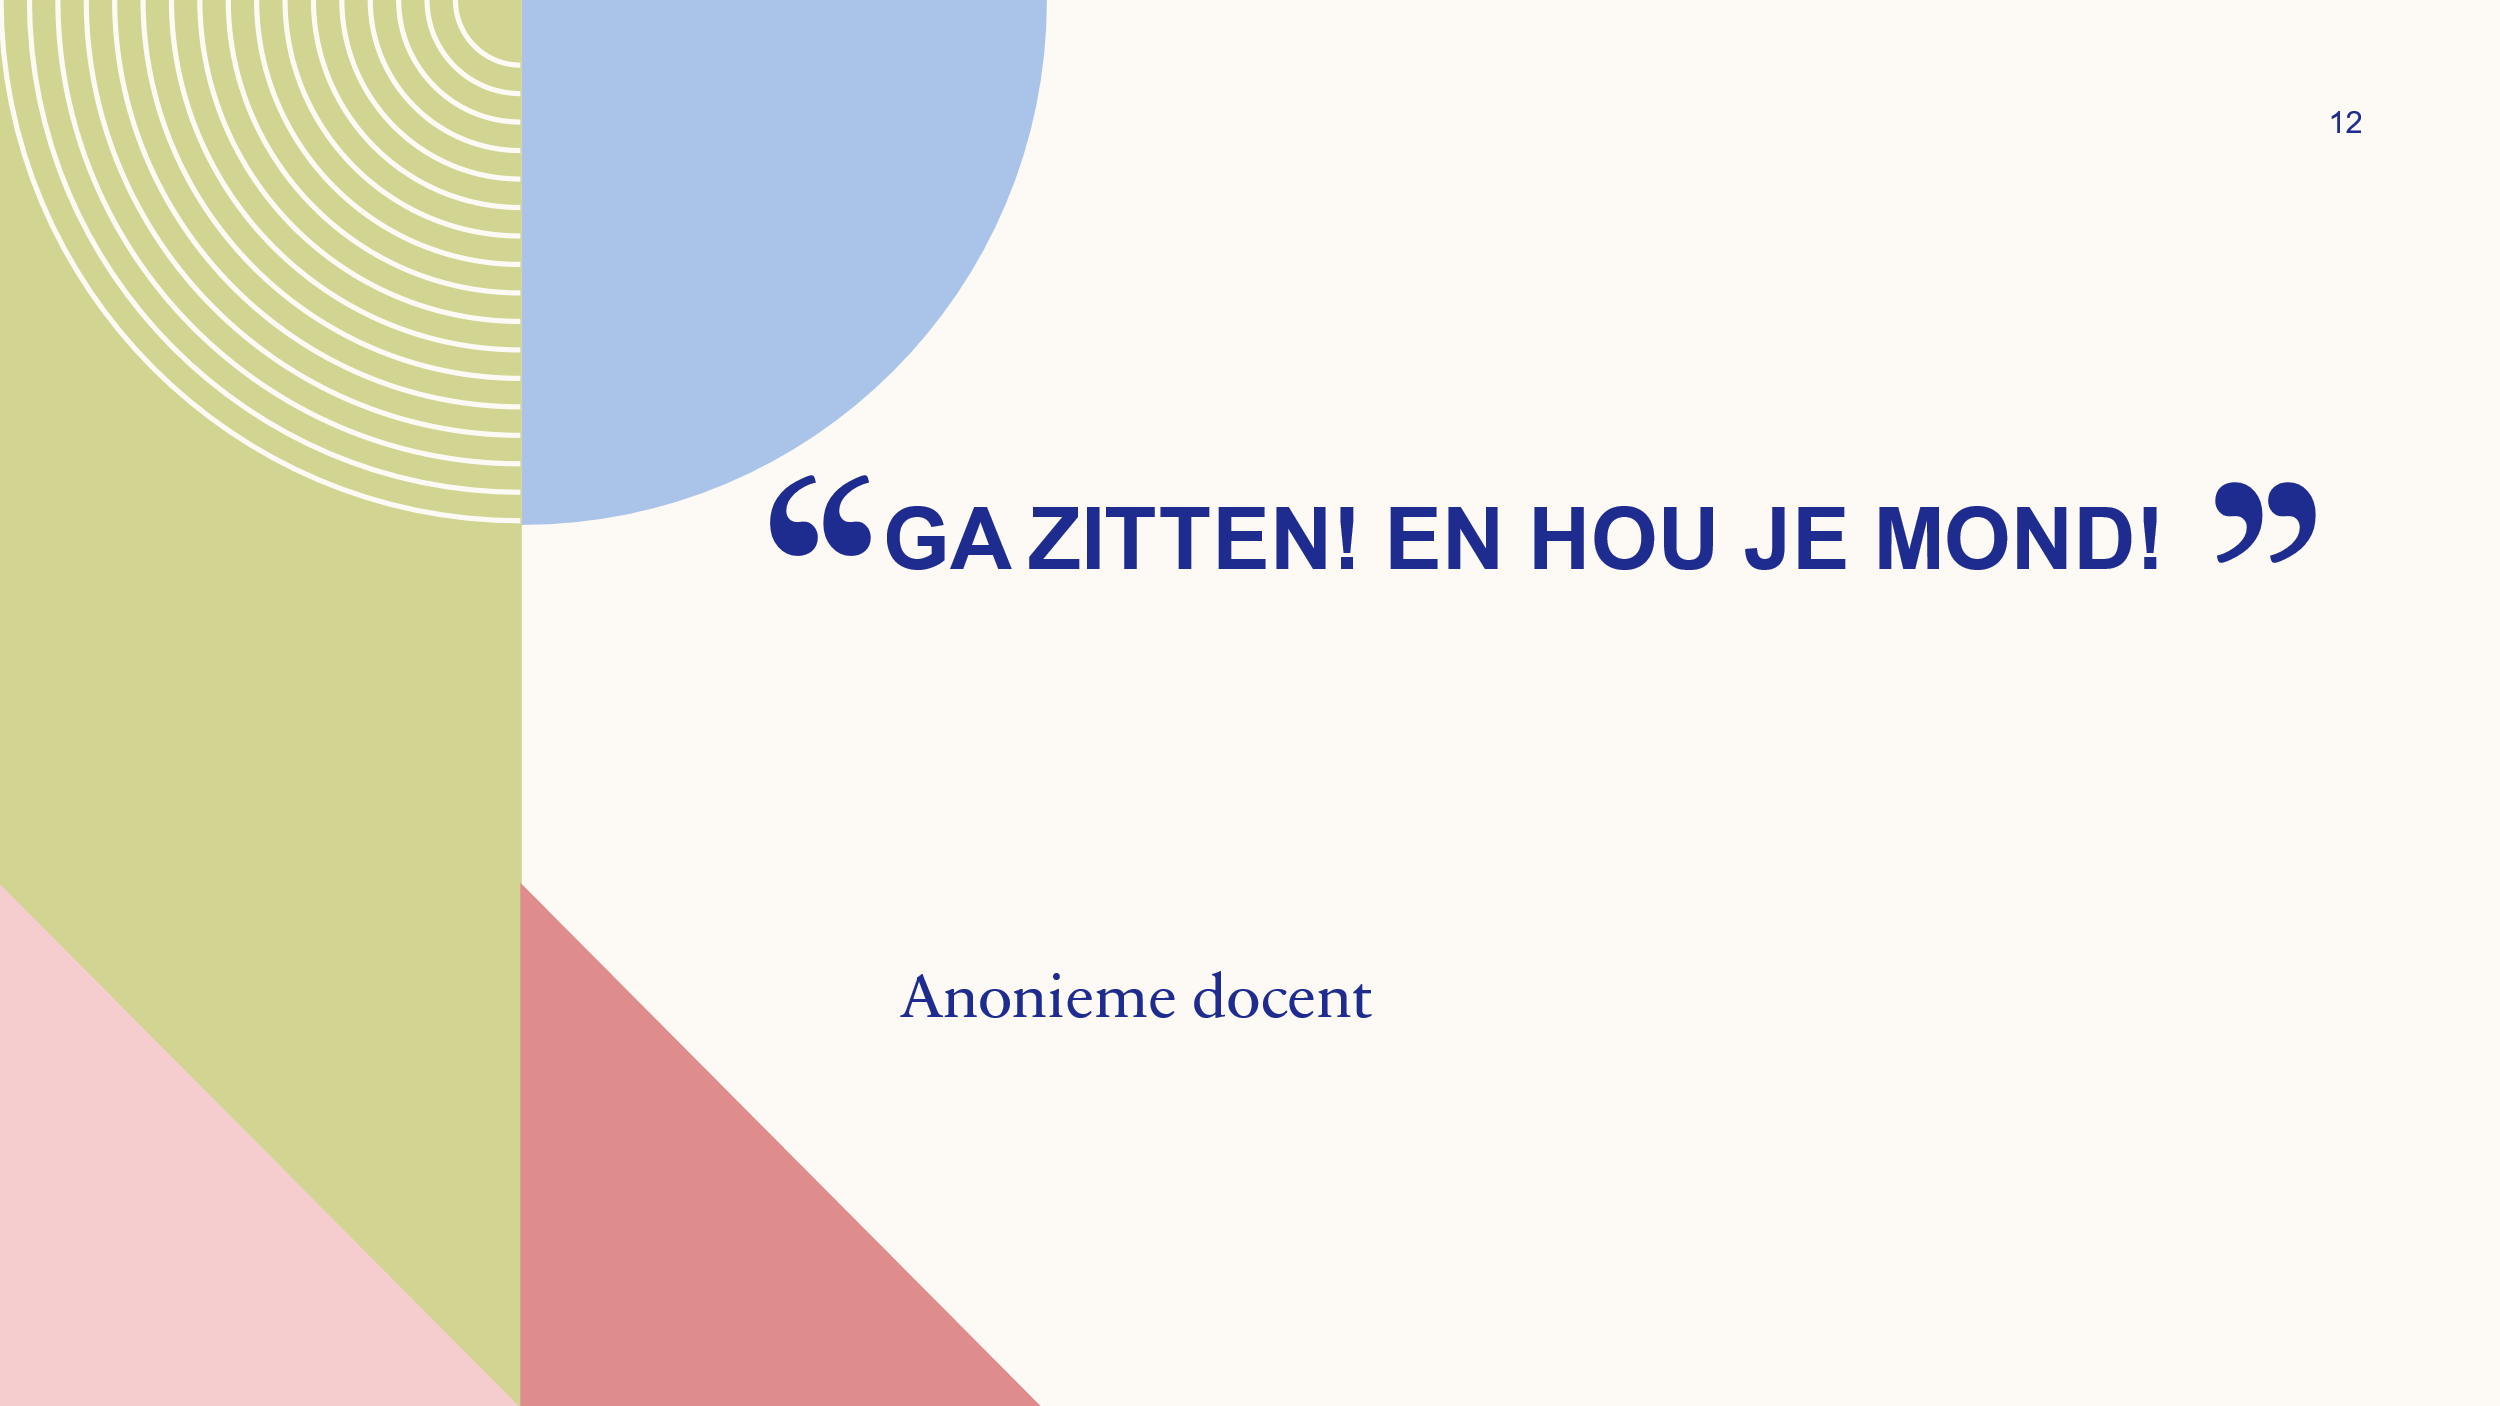 12
“GA ZITTEN! EN HOU JE MOND! ”
Anonieme docent